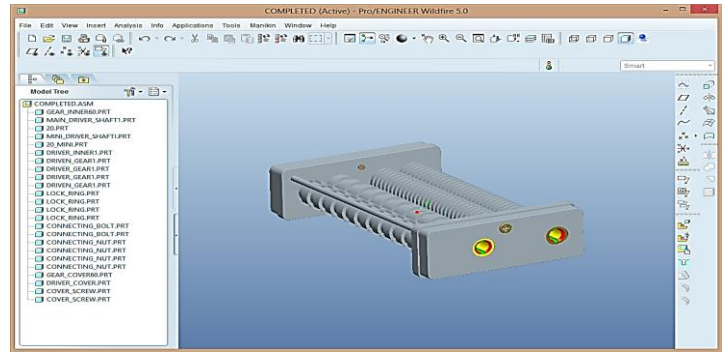 COMPLETED (Active) - Pro/ENGINEER Wildfire 5.0
File Edit View Insert Analysis Info Applications Tools Manikin Window Help
Smart
Model Tree
COMPLETED.ASM
GEAR_INNER60.PRT
MAIN_DRIVER_SHAFT1.PRT
20.PRT
MINI_DRIVER_SHAFTI.PRT
20_MINI.PRT
DRIVER_INNER1.PRT
DRIVEN_GEAR1.PRT
DRIVER_GEAR1.PRT
DRIVER_GEAR1.PRT
DRIVEN_GEAR1.PRT
LOCK_RING.PRT
LOCK_RING.PRT
LOCK_RING.PRT
LOCK_RING.PRT
CONNECTING_BOLT.PRT
CONNECTING_BOLT.PRT
CONNECTING_NUT.PRT
CONNECTING_NUT.PRT
CONNECTING_NUT.PRT
CONNECTING_NUT.PRT
GEAR_COVER60.PRT
DRIVER_COVER.PRT
COVER_SCREW.PRT
COVER_SCREW.PRT